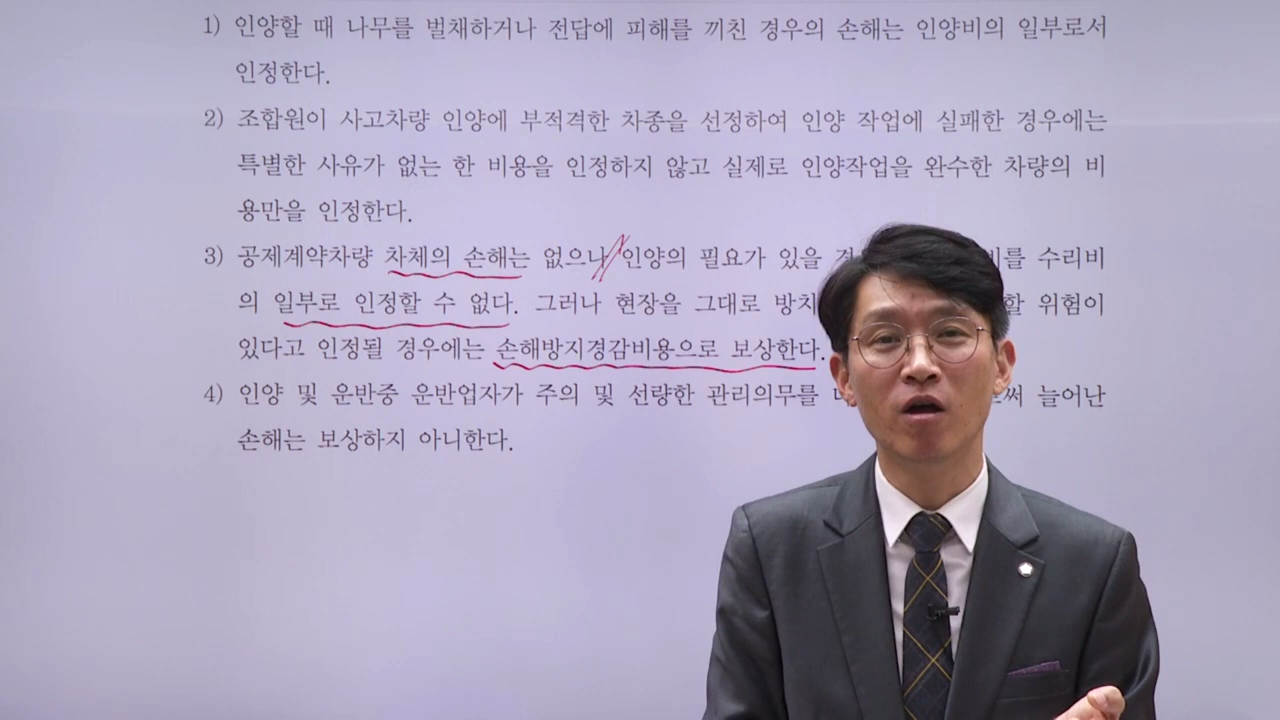 1) 인양할 때 나무를 벌채하거나 전답에 피해를 끼친 경우의 손해는 인양비의 일부로서
인정한다.
2) 조합원이 사고차량 인양에 부적격한 차종을 선정하여 인양 작업에 실패한 경우에는
특별한 사유가 없는 한 비용을 인정하지 않고 실제로 인양작업을 완수한 차량의 비
용만을 인정한다.
3) 공제계약차량 차체의 손해는 없으나 인양의 필요가 있을 수리비
의 일부로 인정할 수 없다. 그러나 현장을 그대로 방치 할 위험이
있다고 인정될 경우에는 손해방지경감비용으로 보상한다.
4) 인양 및 운반중 운반업자가 주의 및 선량한 관리의무를 늘어난
손해는 보상하지 아니한다.